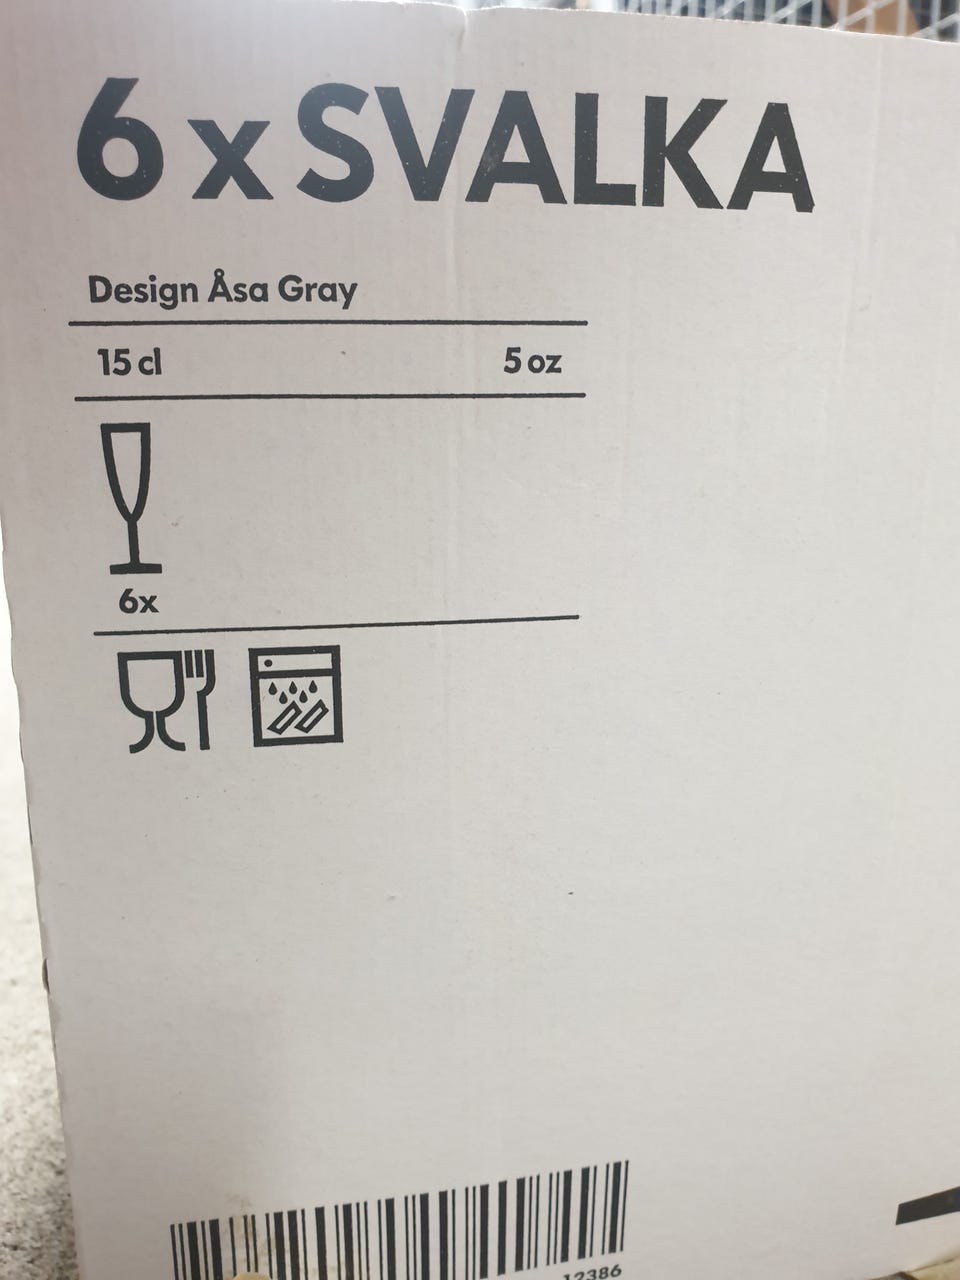 6 x SVALKA
Design Åsa Gray
15 cl 5 oz
6x
12386